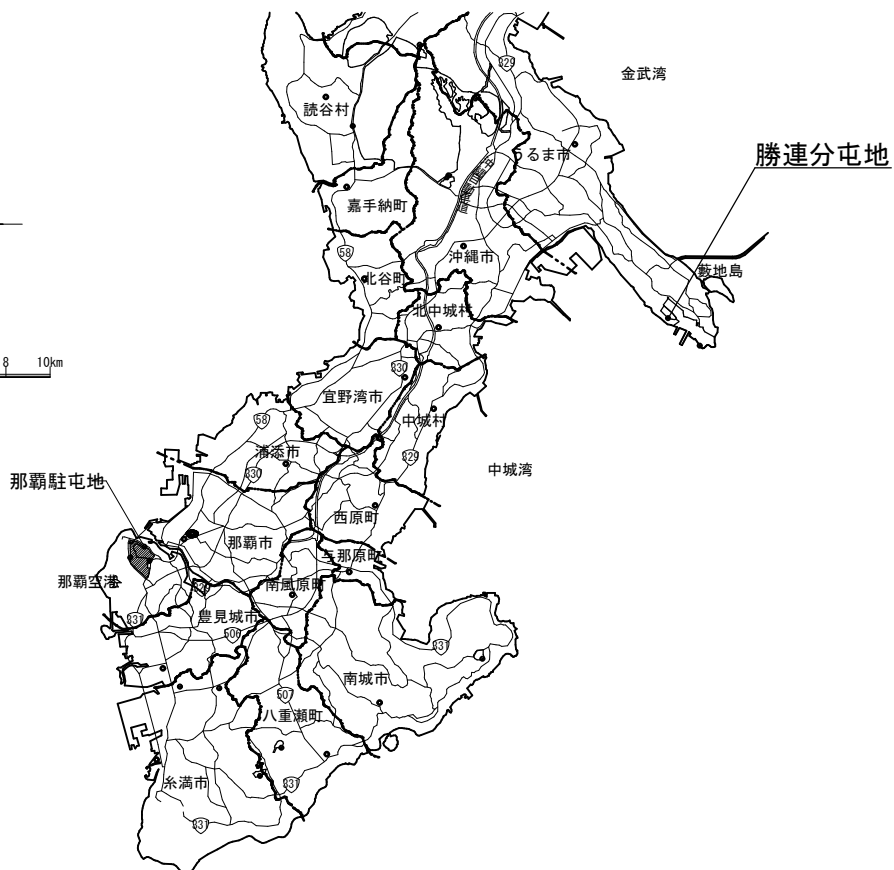 329
金武湾
読谷村
うるま市
勝連分屯地
嘉手納町
58
沖縄市
北谷町
藪地島
北中城村
8 10km
330
宜野湾市
中城村
58
329
浦添市
330
中城湾
那覇駐屯地
西原町
那覇市
与那原町
那覇空港
南風原町
331
豊見城市
506
331
南城市
507
八重瀬町
331
糸満市
331